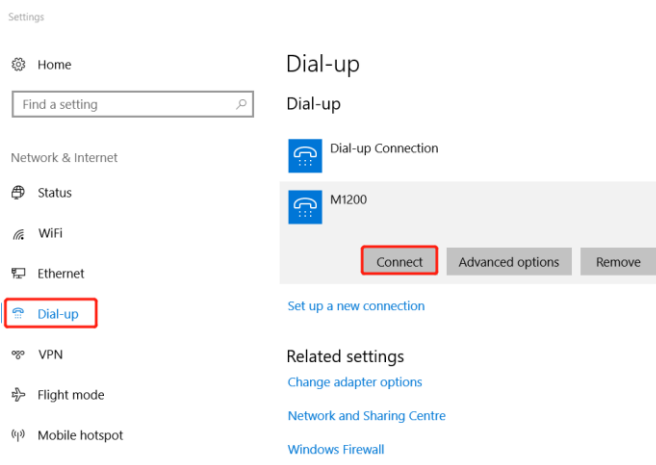 Settings
Home
Find a setting
Network & Internet
Status
WiFi
Ethernet
Dial-up
VPN
Flight mode
Mobile hotspot
Dial-up
Dial-up
Dial-up Connection
M1200
Connect Advanced options Remove
Set up a new connection
Related settings
Change adapter options
Network and Sharing Centre
Windows Firewall